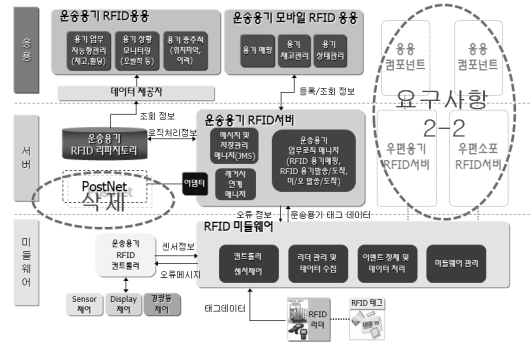 응용
운송용기 RFID응용
용기 업무
지능형관리
(재고,할당)
용기 상황
모니터링
(오발착 등)
용기 종추적
(위치파악,
이력)
운송용기 모바일 RFID 응용
용기 매핑
용기
재고관리
용기
상태관리
응용
컴포넌트
응용
컴포넌트
요구사항
2-2
데이터 제공자
조회 정보
등록/조회 정보
서버
운송용기
RFID 리파지토리
로직처리정보
운송용기 RFID서버
메시지 및
저장관리
매니저(JMS)
레거시
연계
매니저
운송용기
업무로직 매니저
(RFID 용기매핑,
RFID 용기발송/도착,
미/오 발송/도착)
우편용기
RFID서버
우편소포
RFID서버
PostNet
삭제
어댑터
오류 정보
운송용기 태그 데이터
미들웨어
RFID 미들웨어
운송용기
RFID
컨트롤러
센서정보
오류메시지
컨트롤러
센서제어
리더 관리 및
데이터 수집
이벤트 정제 및
데이터 처리
미들웨어 관리
Sensor
제어
Display
제어
경광등
제어
태그데이터
RFID
리더
RFID 태그